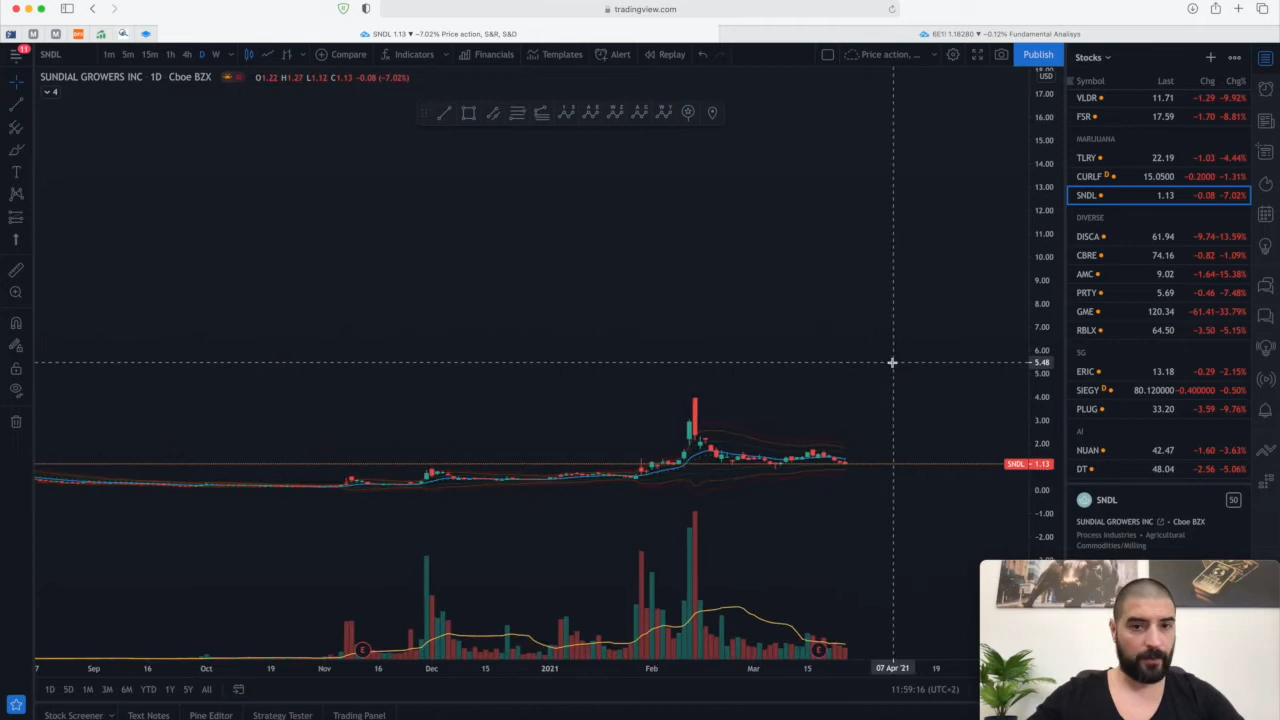 tradingview.com
SNDL 1.13 ▼ −7.02% Price action, S&R, S&D
6E1! 1.18280 ▼ −0.12% Fundamental Analisys
11
SNDL
1m 5m 15m 1h 4h D W
Compare
Indicators
Financials
Templates
Alert
Replay
Price action, ...
Publish
Stocks
SUNDIAL GROWERS INC · 1D · Cboe BZX
O1.22 H1.27 L1.12 C1.13 −0.08 (−7.02%)
4
USD
Symbol Last Chg Chg%
VLDR 11.71 −1.29 −9.92%
FSR 17.59 −1.70 −8.81%
MARIJUANA
TLRY 22.19 −1.03 −4.44%
CURLF D 15.0500 −0.2000 −1.31%
SNDL 1.13 −0.08 −7.02%
DIVERSE
DISCA 61.94 −9.74 −13.59%
CBRE 74.16 −0.82 −1.09%
AMC 9.02 −1.64 −15.38%
PRTY 5.69 −0.46 −7.48%
GME 120.34 −61.41 −33.79%
RBLX 64.50 −3.50 −5.15%
SG
ERIC 13.18 −0.29 −2.15%
SIEGY D 80.120000 −0.400000 −0.50%
PLUG 33.20 −3.59 −9.76%
AI
NUAN 42.47 −1.60 −3.63%
DT 48.04 −2.56 −5.06%
SNDL
50
SUNDIAL GROWERS INC · Cboe BZX
Process Industries · Agricultural
Commodities/Milling
17.00
16.00
15.00
14.00
13.00
12.00
11.00
10.00
9.00
8.00
7.00
6.00
5.48
5.00
4.00
3.00
2.00
SNDL 1.13
0.00
−1.00
−2.00
E
E
7 Sep 16 Oct 19 Nov 16 Dec 15 2021 Feb Mar 15 07 Apr '21 19
1D 5D 1M 3M 6M YTD 1Y 5Y All
11:59:16 (UTC+2)
Stock Screener
Text Notes
Pine Editor
Strategy Tester
Trading Panel